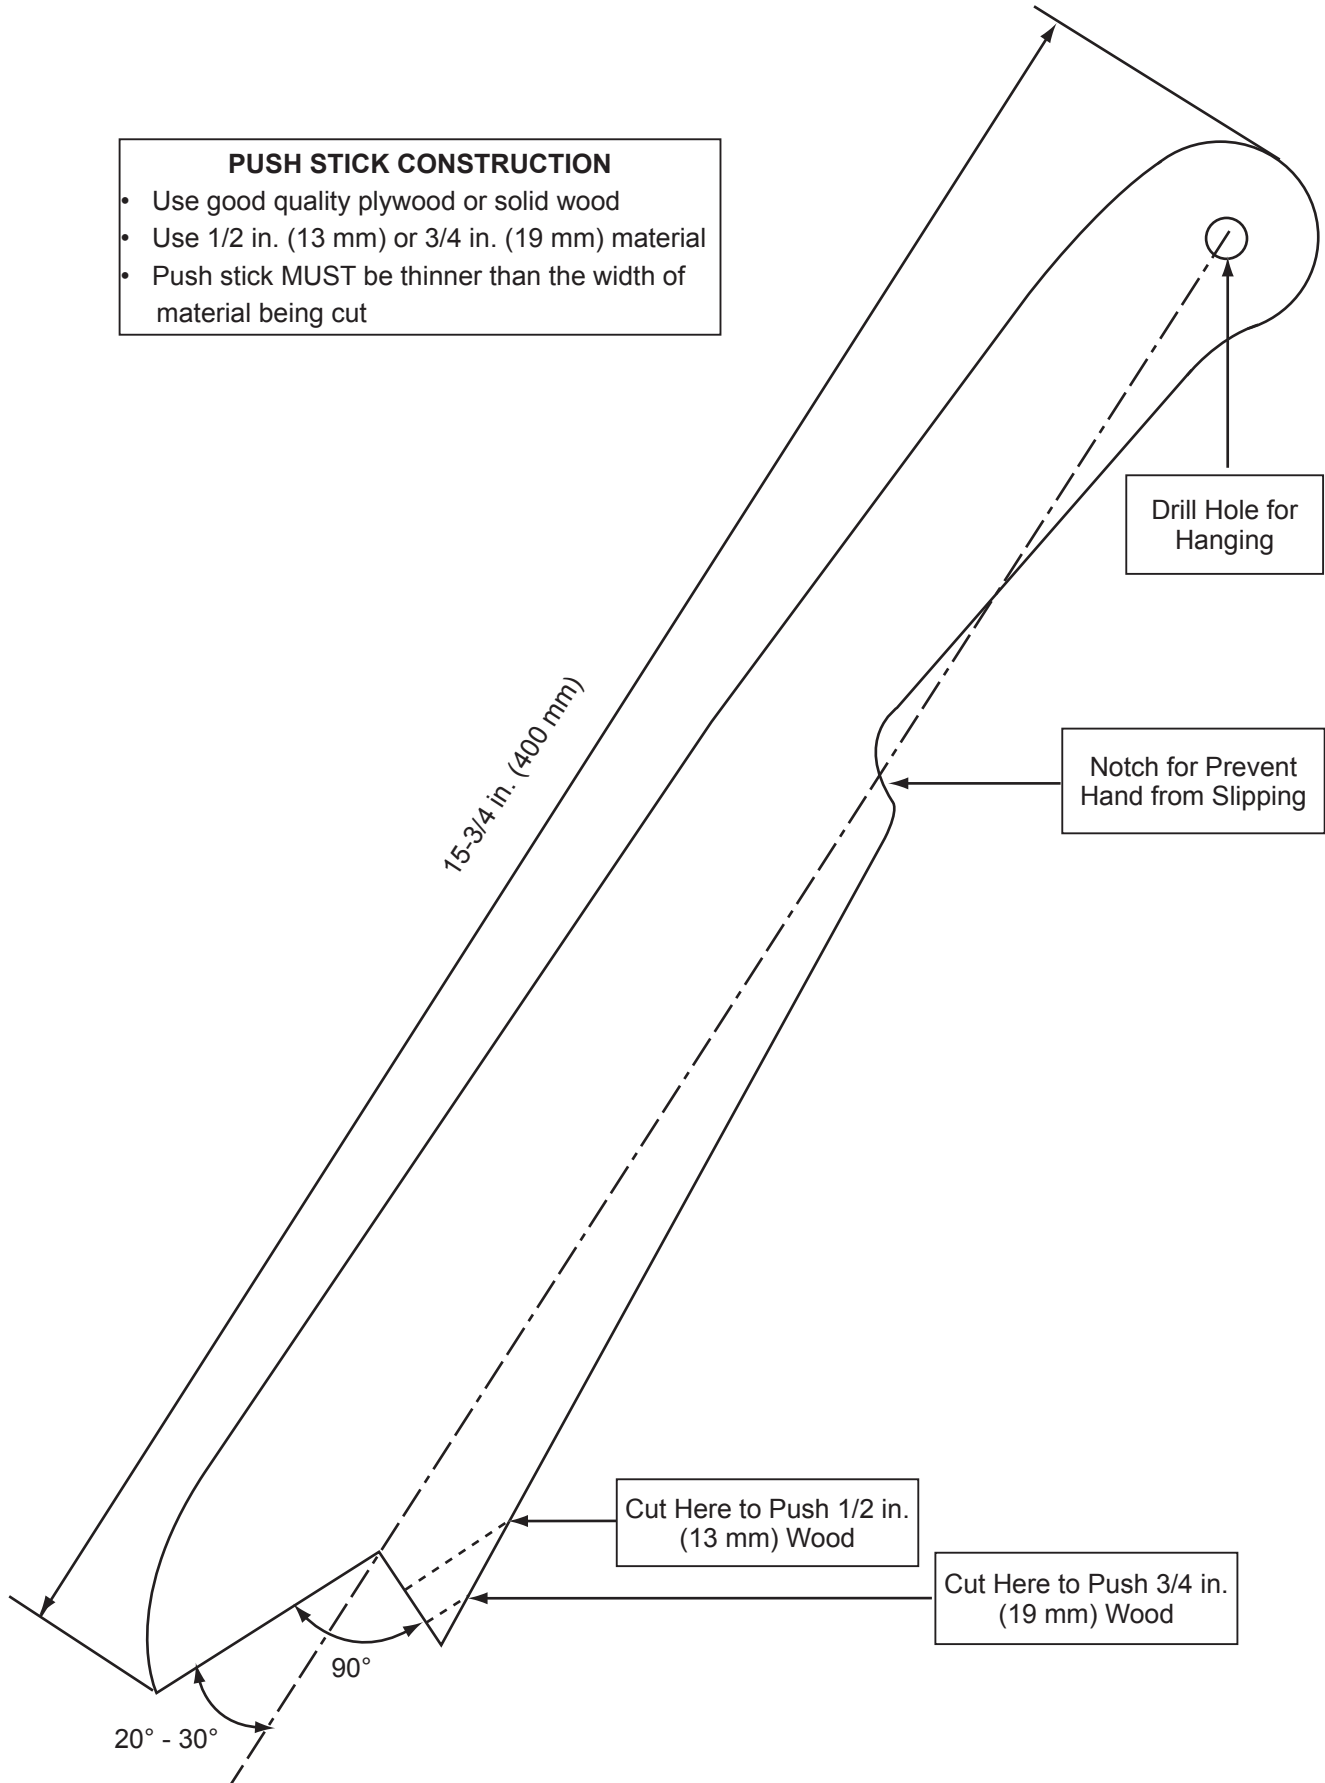 PUSH STICK CONSTRUCTION
• Use good quality plywood or solid wood
• Use 1/2 in. (13 mm) or 3/4 in. (19 mm) material
• Push stick MUST be thinner than the width of
material being cut
Drill Hole for
Hanging
15-3/4 in. (400 mm)
Notch for Prevent
Hand from Slipping
Cut Here to Push 1/2 in.
(13 mm) Wood
Cut Here to Push 3/4 in.
(19 mm) Wood
90°
20° - 30°